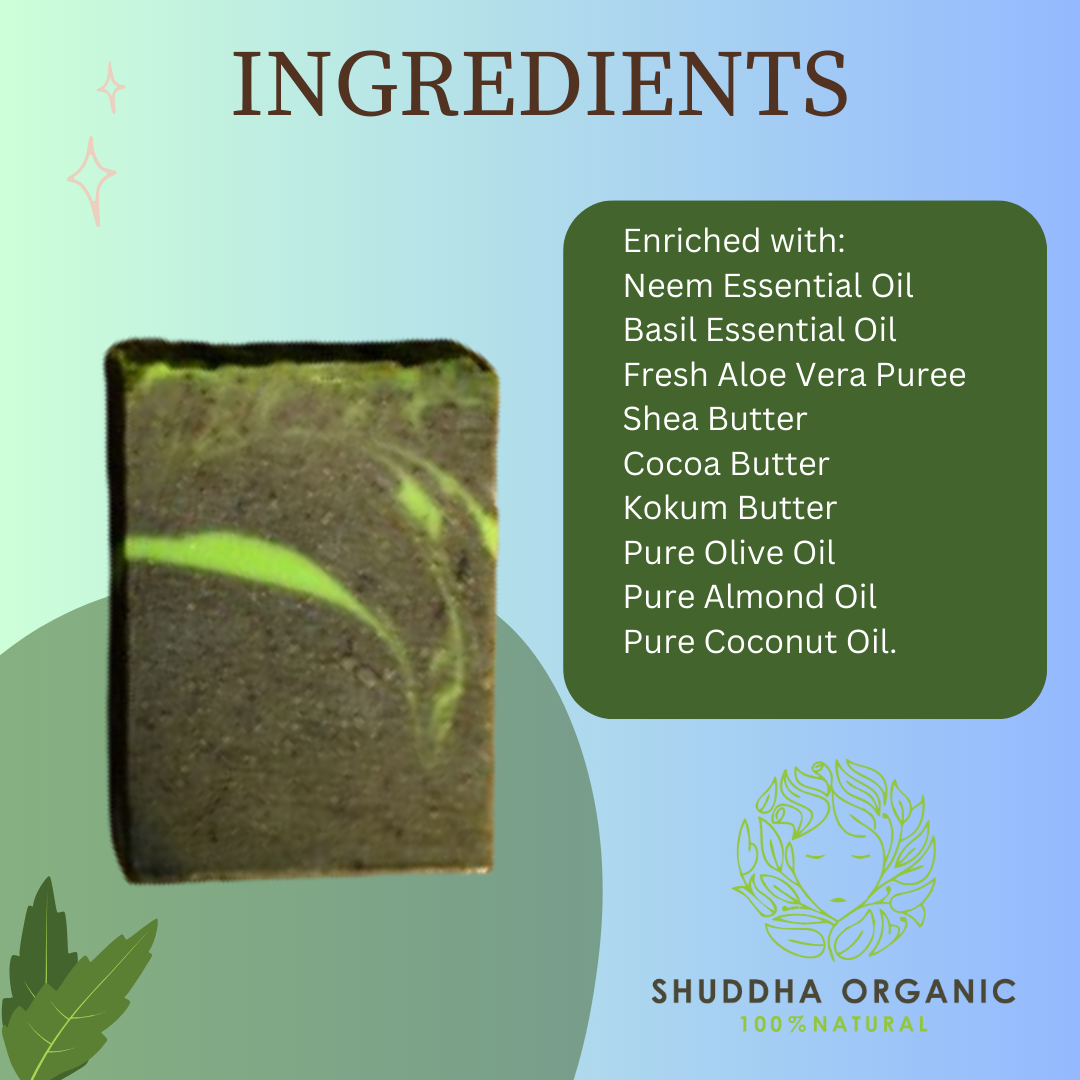 INGREDIENTS
Enriched with:
Neem Essential Oil
Basil Essential Oil
Fresh Aloe Vera Puree
Shea Butter
Cocoa Butter
Kokum Butter
Pure Olive Oil
Pure Almond Oil
Pure Coconut Oil.
SHUDDHA ORGANIC
100%NATURAL